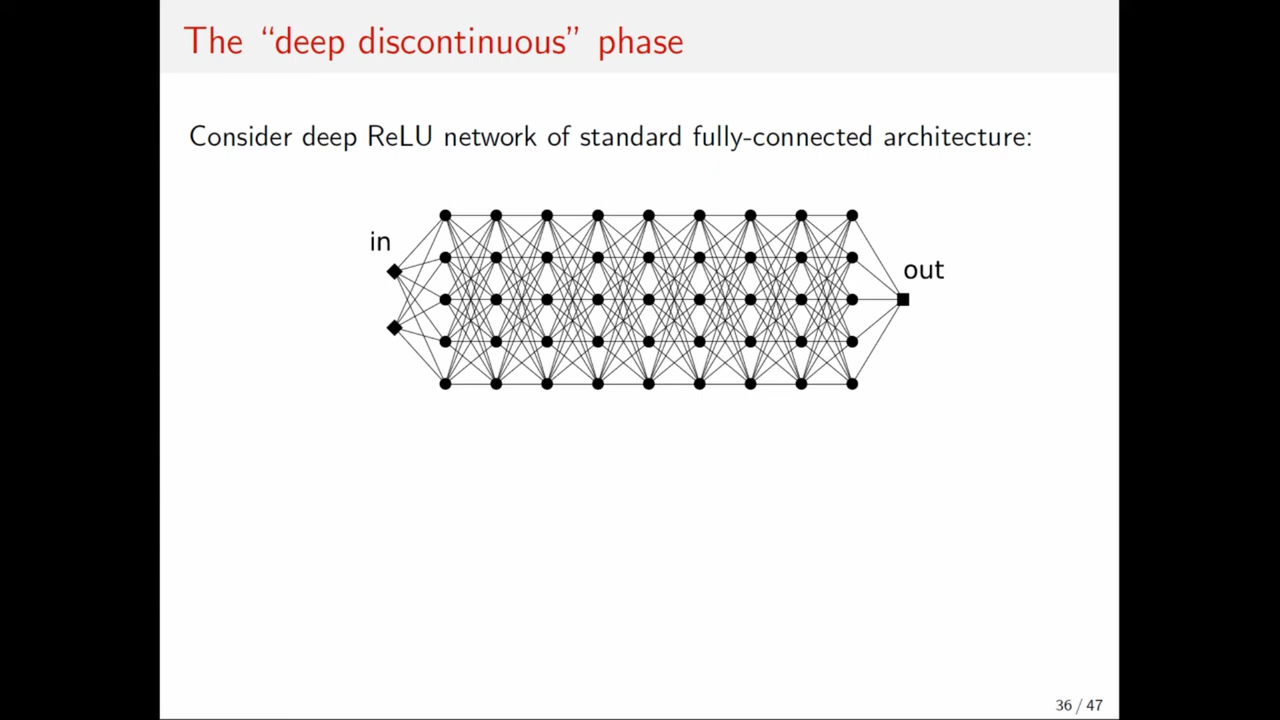 The “deep discontinuous” phase
Consider deep ReLU network of standard fully-connected architecture:
in
out
36 / 47